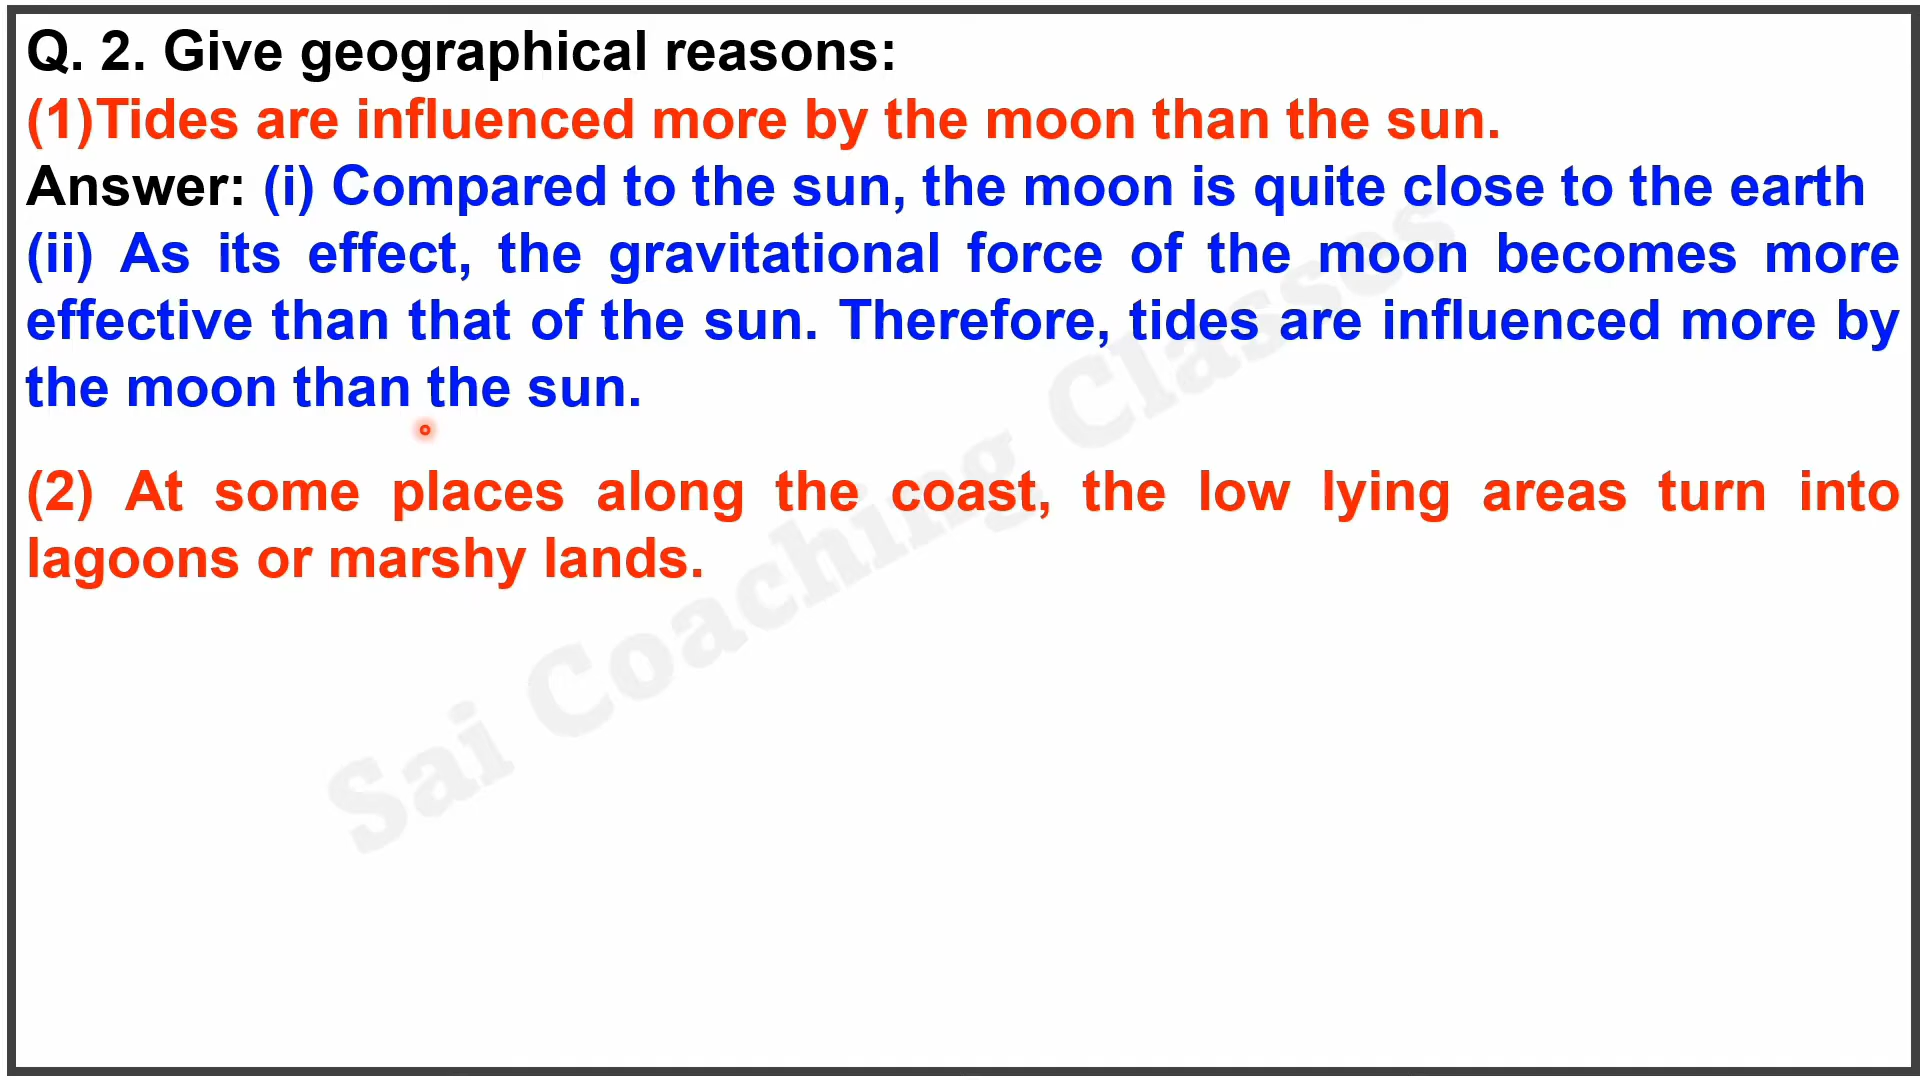 Q. 2. Give geographical reasons:
(1)Tides are influenced more by the moon than the sun.
Answer: (i) Compared to the sun, the moon is quite close to the earth
(ii) As its effect, the gravitational force of the moon becomes more
effective than that of the sun. Therefore, tides are influenced more by
the moon than the sun.
(2) At some places along the coast, the low lying areas turn into
lagoons or marshy lands.
Sai Coaching Classes